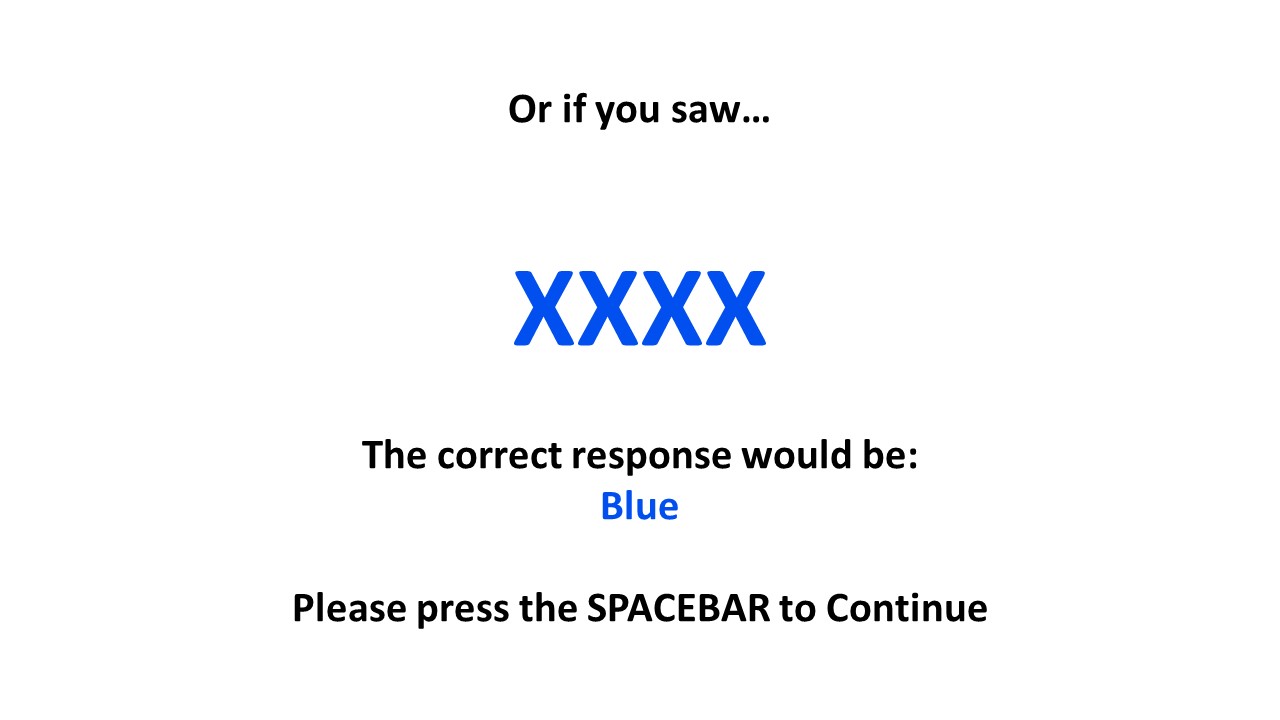 Or if you saw…
XXXX
The correct response would be:
Blue
Please press the SPACEBAR to Continue